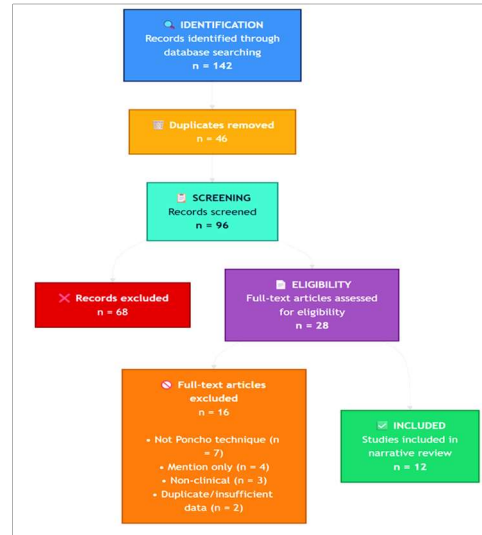 IDENTIFICATION
Records identified through
database searching
n = 142
Duplicates removed
n = 46
SCREENING
Records screened
n = 96
Records excluded
n = 68
ELIGIBILITY
Full-text articles assessed
for eligibility
n = 28
Full-text articles
excluded
n = 16
• Not Poncho technique (n
= 7)
• Mention only (n = 4)
• Non-clinical (n = 3)
• Duplicate/insufficient
data (n = 2)
INCLUDED
Studies included in
narrative review
n = 12